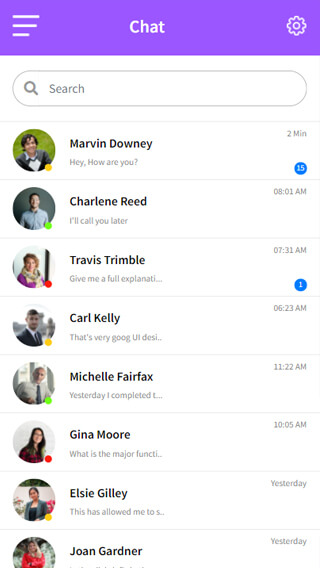 Chat
Search
Marvin Downey
2 Min
Hey, How are you?
15
Charlene Reed
08:01 AM
I'll call you later
Travis Trimble
07:31 AM
Give me a full explanati...
1
Carl Kelly
06:23 AM
That's very goog UI desi..
Michelle Fairfax
11:22 AM
Yesterday I completed t...
Gina Moore
10:05 AM
What is the major functi..
Elsie Gilley
Yesterday
This has allowed me to s..
Joan Gardner
Yesterday